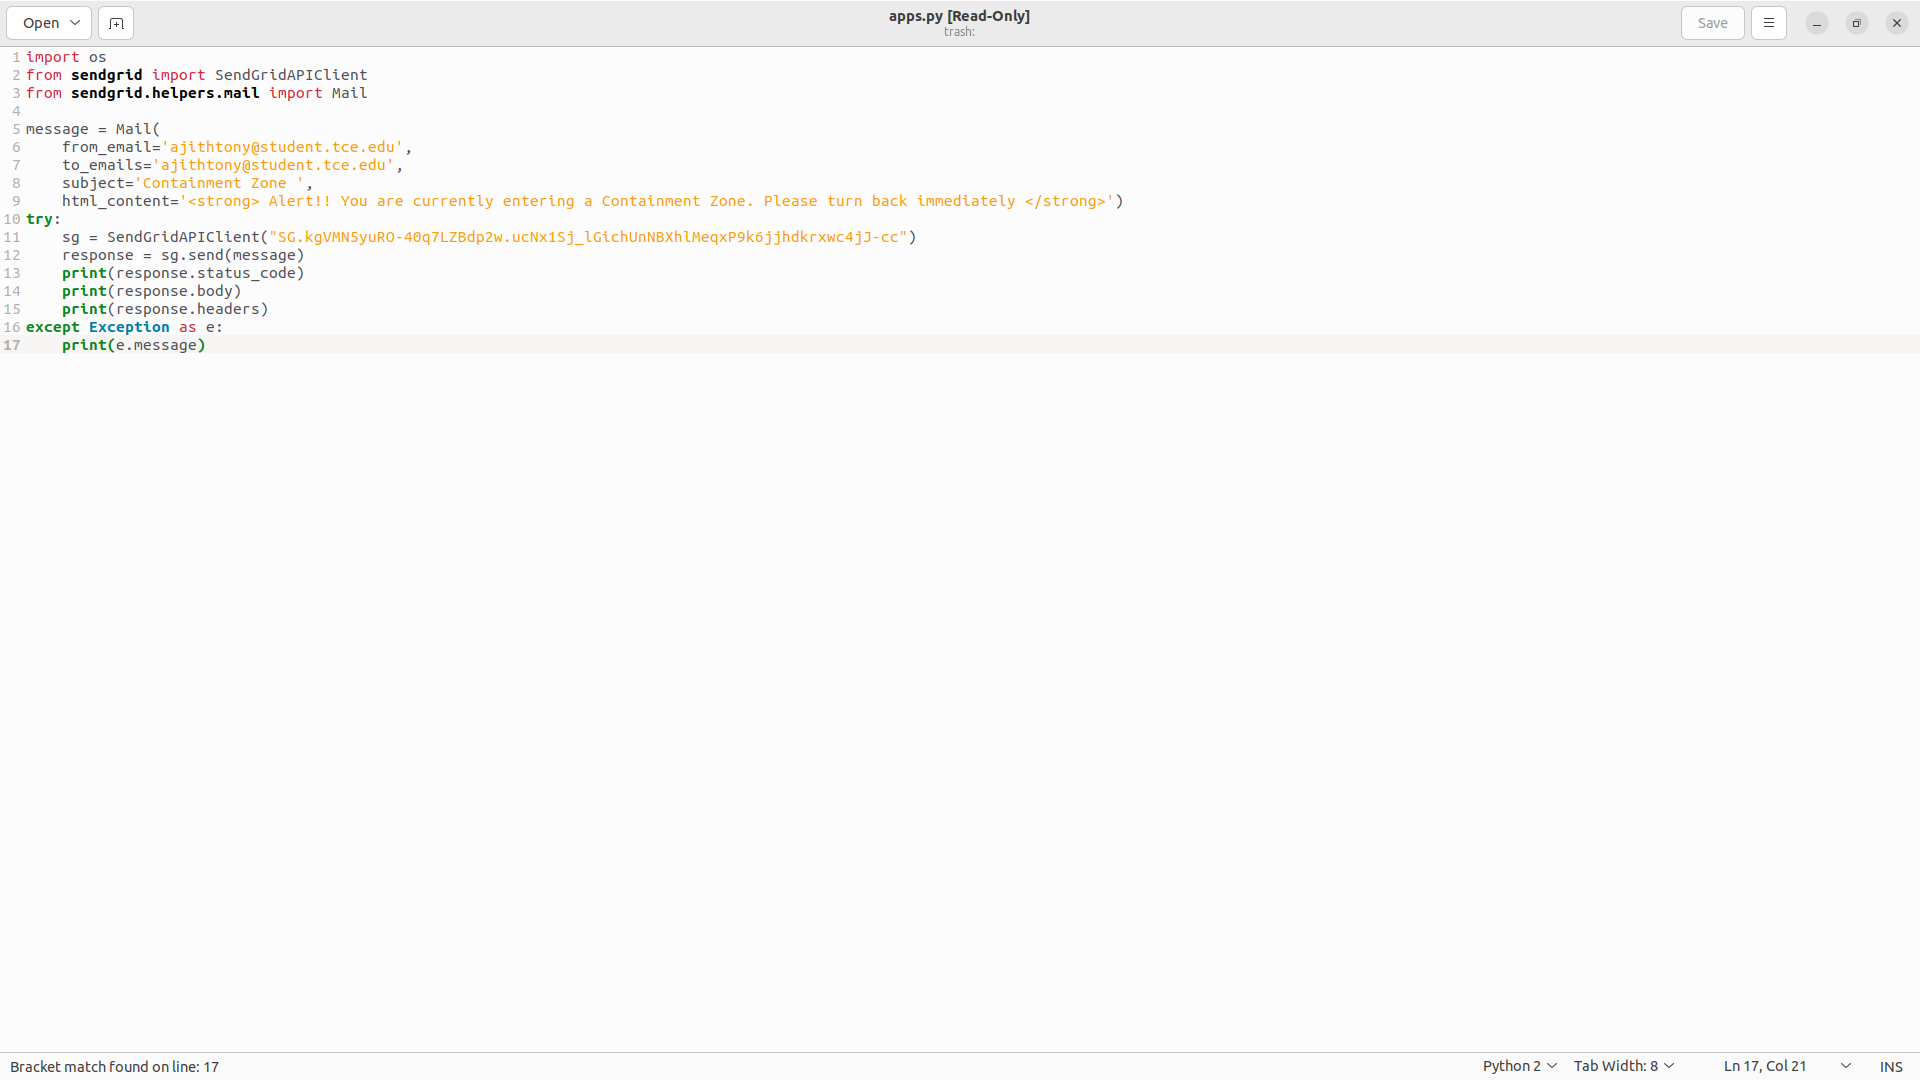 Open
apps.py [Read-Only]
trash:
Save
1 import os
2 from sendgrid import SendGridAPIClient
3 from sendgrid.helpers.mail import Mail
4
5 message = Mail(
6     from_email='ajithtony@student.tce.edu',
7     to_emails='ajithtony@student.tce.edu',
8     subject='Containment Zone ',
9     html_content='<strong> Alert!! You are currently entering a Containment Zone. Please turn back immediately </strong>')
10 try:
11     sg = SendGridAPIClient("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")
12     response = sg.send(message)
13     print(response.status_code)
14     print(response.body)
15     print(response.headers)
16 except Exception as e:
17     print(e.message)
Bracket match found on line: 17
Python 2
Tab Width: 8
Ln 17, Col 21
INS